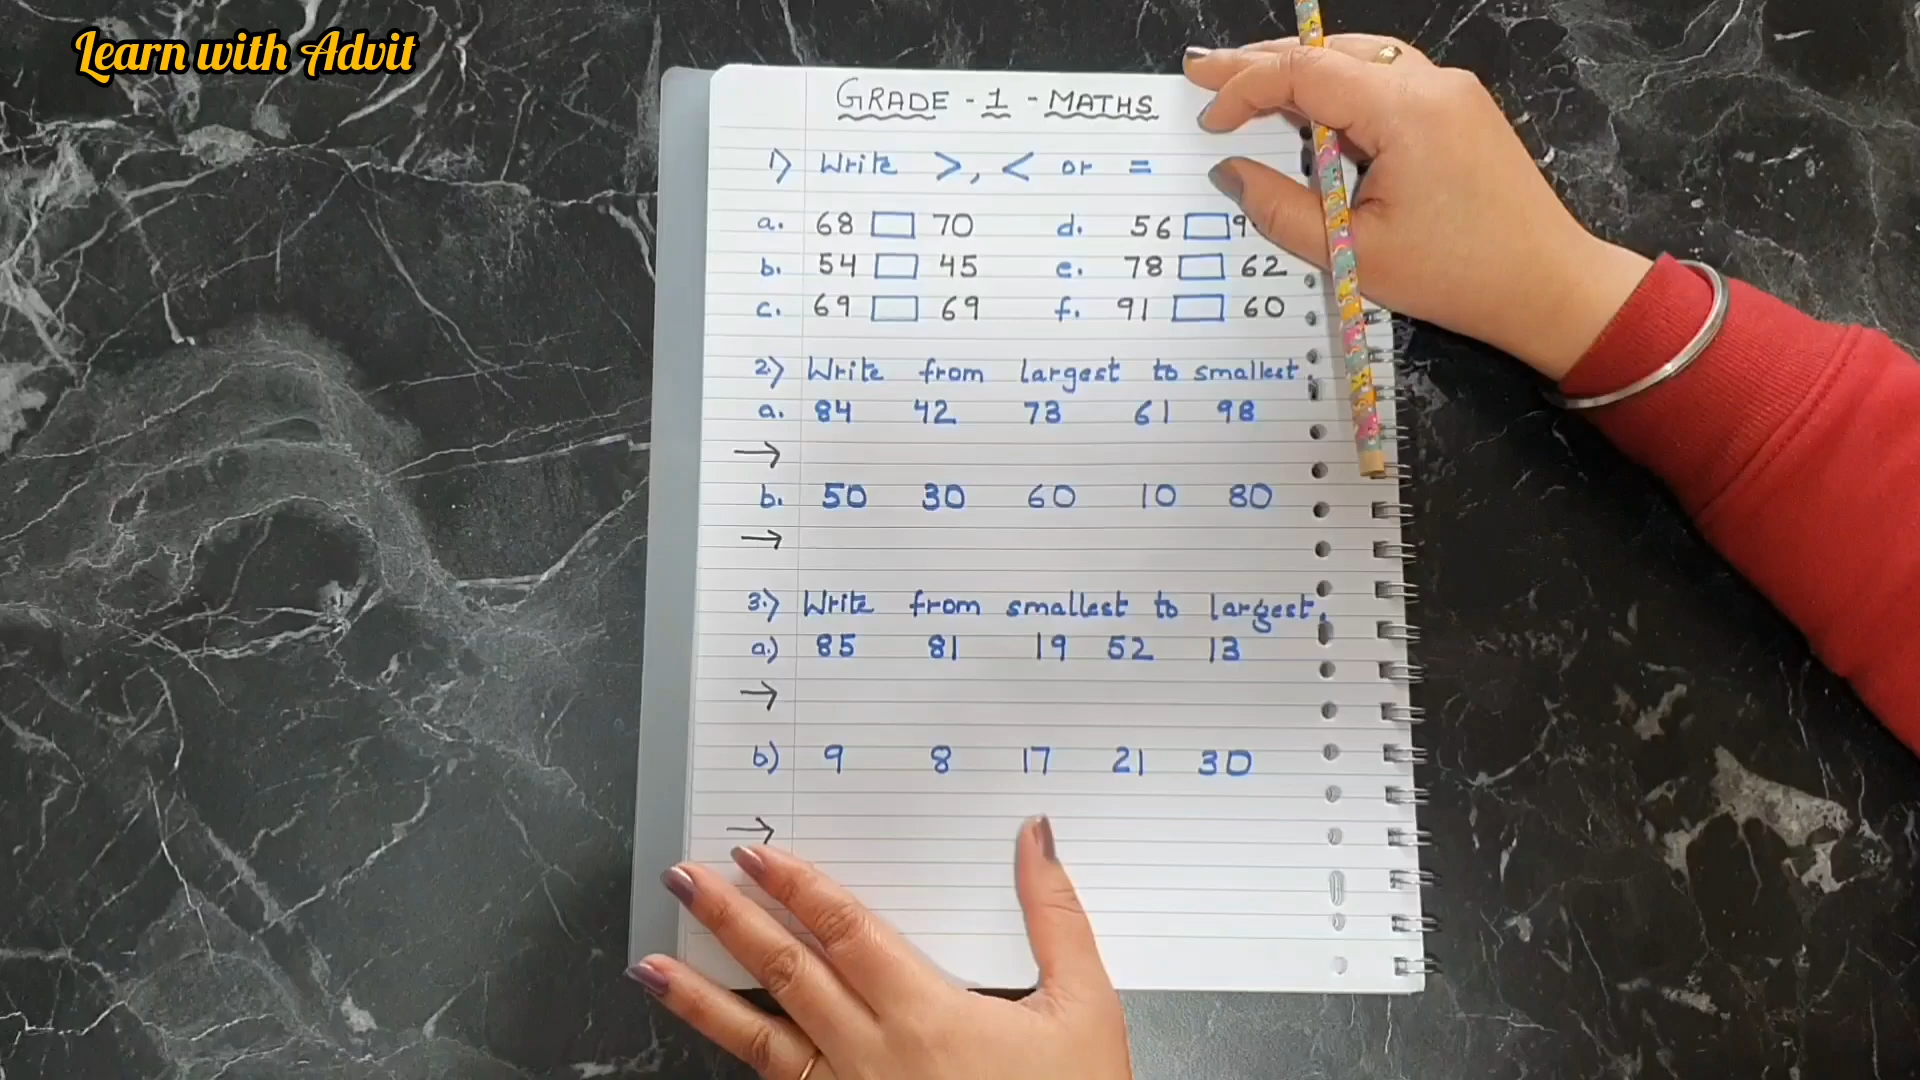 Learn with Advit
GRADE - 1 - MATHS
1) Write >, < or =
a. 68 70 d. 56
b. 54 45 e. 78 62
c. 69 69 f. 91 60
2) Write from largest to smallest.
a. 84 42 73 61 98
→
b. 50 30 60 10 80
→
3.) Write from smallest to largest.
a.) 85 81 19 52 13
→
b) 9 8 17 21 30
→